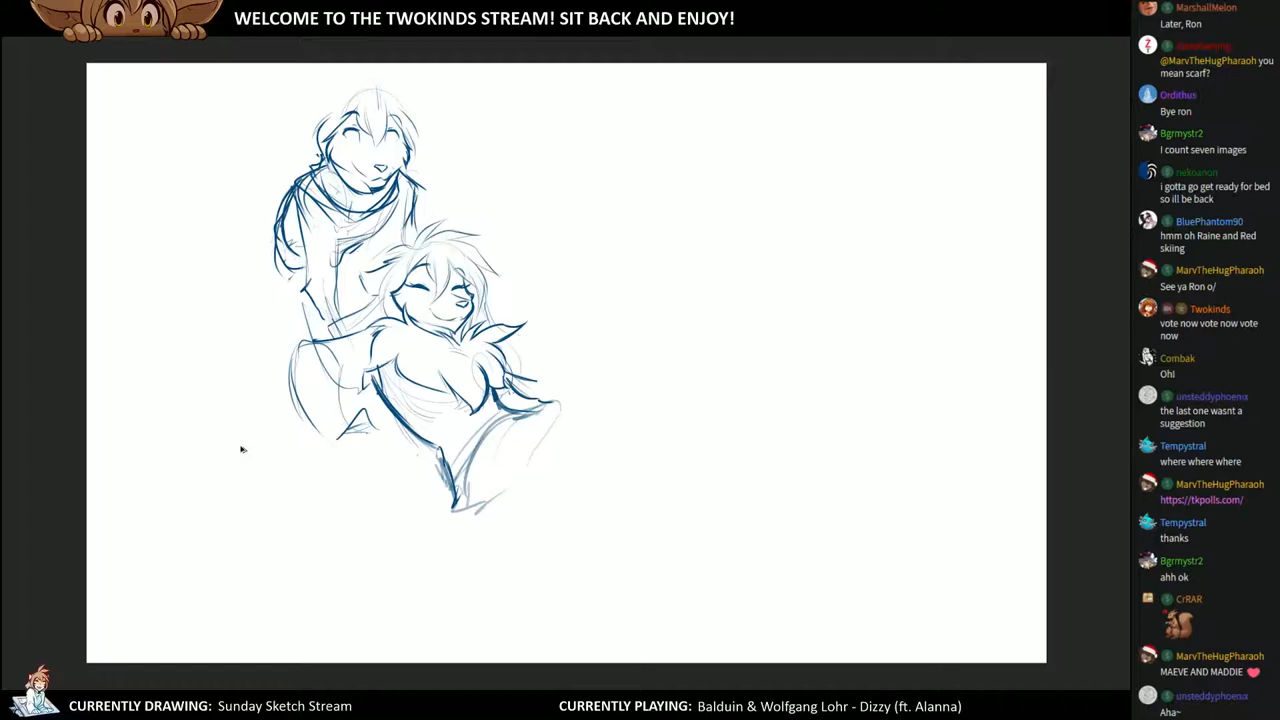 WELCOME TO THE TWOKINDS STREAM! SIT BACK AND ENJOY!
MarshallMelon
Later, Ron
@MarvTheHugPharaoh you
mean scarf?
Ordithus
Bye ron
Bgrmystr2
I count seven images
nekoanon
i gotta go get ready for bed
so ill be back
BluePhantom90
hmm oh Raine and Red
skiing
MarvTheHugPharaoh
See ya Ron o/
Twokinds
vote now vote now vote
now
Combak
Oh!
unsteddyphoenix
the last one wasnt a
suggestion
Tempystral
where where where
MarvTheHugPharaoh
https://tkpolls.com/
Tempystral
thanks
Bgrmystr2
ahh ok
CrRAR
MarvTheHugPharaoh
MAEVE AND MADDIE
unsteddyphoenix
Aha~
CURRENTLY DRAWING: Sunday Sketch Stream
CURRENTLY PLAYING: Balduin & Wolfgang Lohr - Dizzy (ft. Alanna)